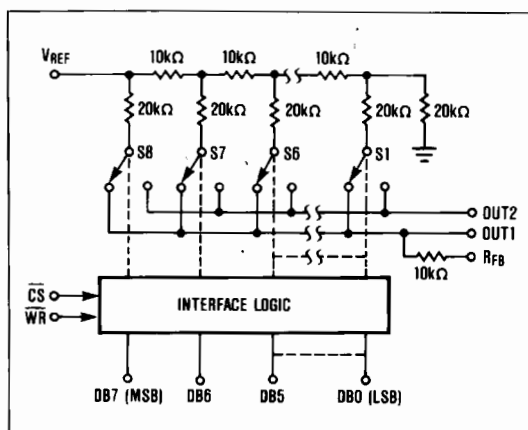 VREF
10kΩ 10kΩ 10kΩ
20kΩ 20kΩ 20kΩ 20kΩ 20kΩ
S8 S7 S6 S1
OUT2
OUT1
RFB
10kΩ
CS
WR
INTERFACE LOGIC
DB7 (MSB) DB6 DB5 DB0 (LSB)